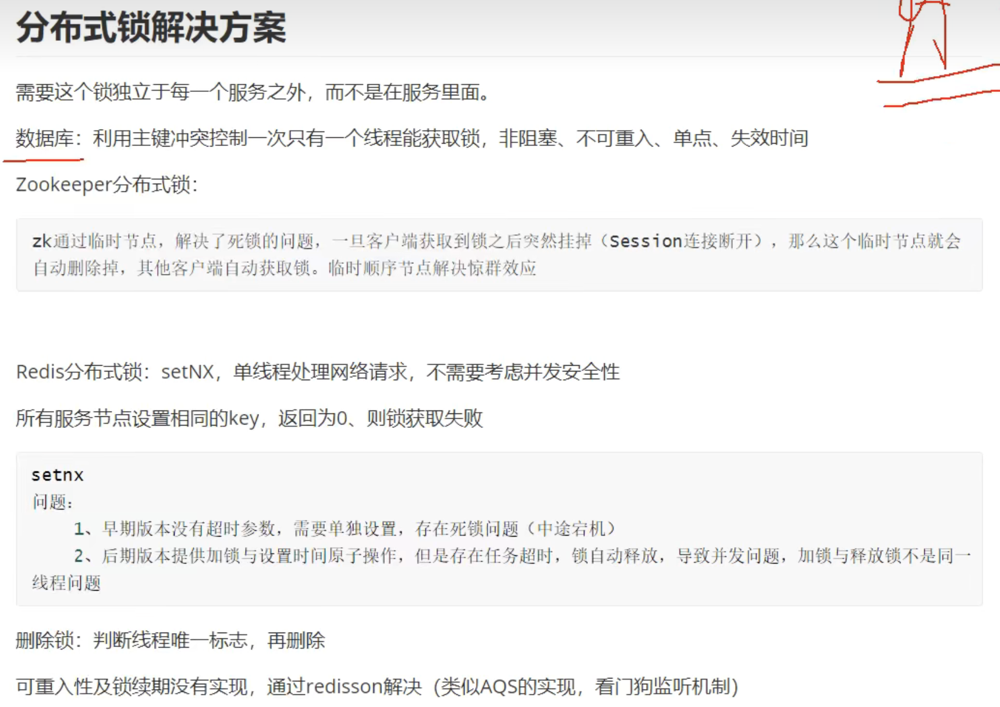 分布式锁解决方案
需要这个锁独立于每一个服务之外，而不是在服务里面。
数据库：利用主键冲突控制一次只有一个线程能获取锁，非阻塞、不可重入、单点、失效时间
Zookeeper分布式锁：
zk通过临时节点，解决了死锁的问题，一旦客户端获取到锁之后突然挂掉（Session连接断开），那么这个临时节点就会
自动删除掉，其他客户端自动获取锁。临时顺序节点解决惊群效应
Redis分布式锁：setNX，单线程处理网络请求，不需要考虑并发安全性
所有服务节点设置相同的key，返回为0、则锁获取失败
setnx
问题：
1、早期版本没有超时参数，需要单独设置，存在死锁问题（中途宕机）
2、后期版本提供加锁与设置时间原子操作，但是存在任务超时，锁自动释放，导致并发问题，加锁与释放锁不是同一
线程问题
删除锁：判断线程唯一标志，再删除
可重入性及锁续期没有实现，通过redisson解决（类似AQS的实现，看门狗监听机制）